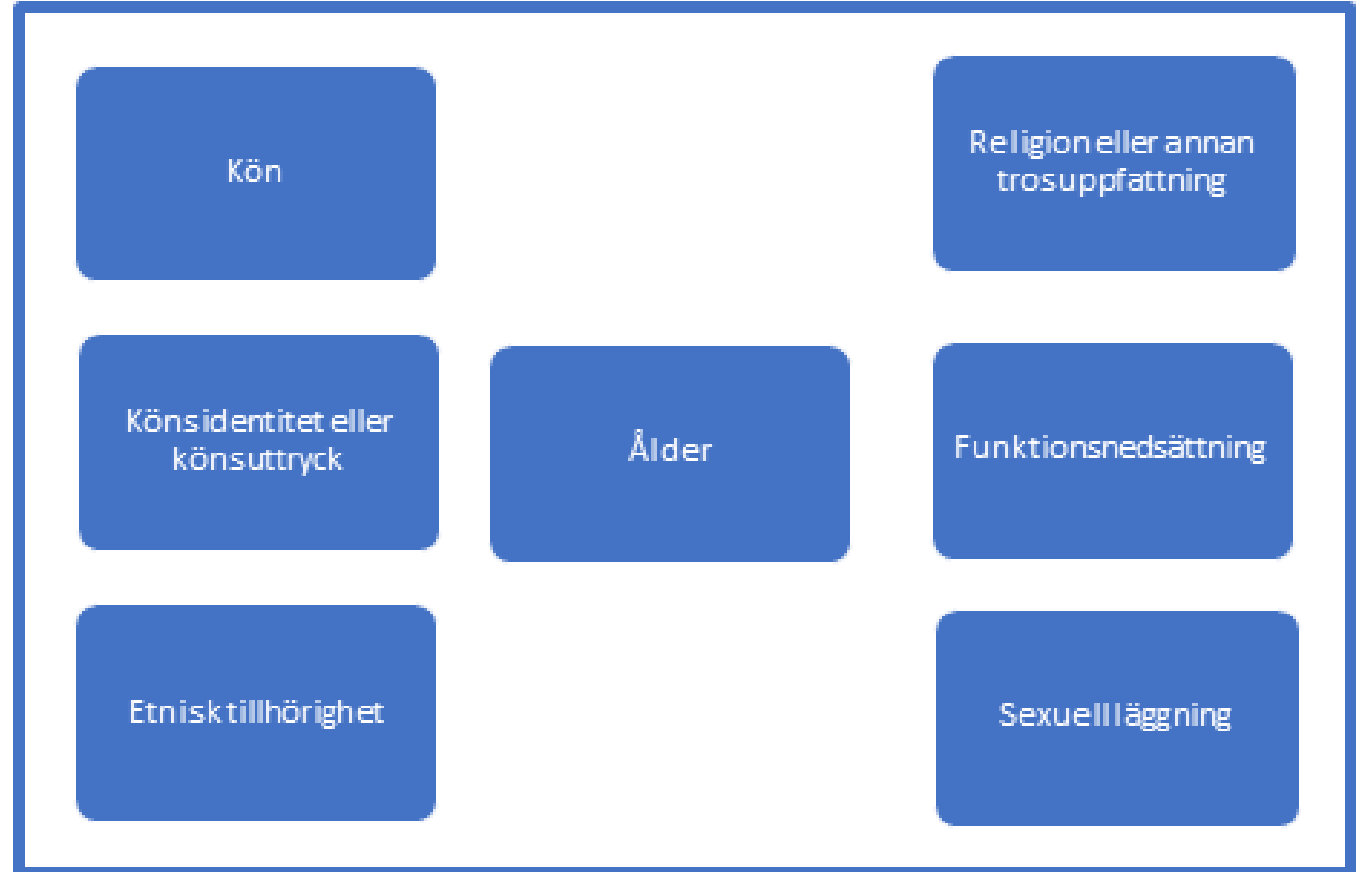 Kön
Religion eller annan
trosuppfattning
Könsidentitet eller
könsuttryck
Ålder
Funktionsnedsättning
Etnisk tillhörighet
Sexuell läggning